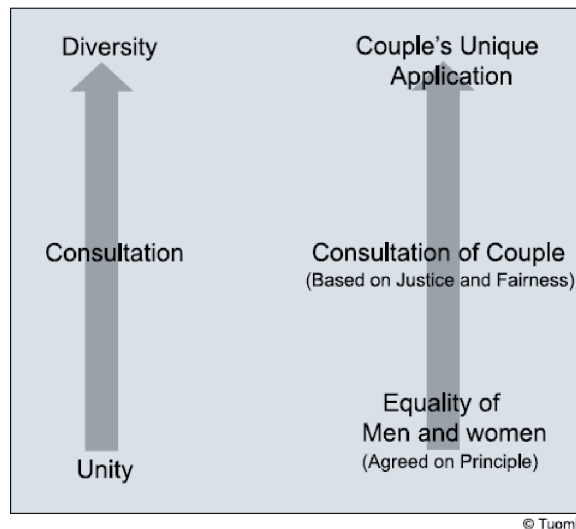 Diversity
Consultation
Unity
Couple's Unique
Application
Consultation of Couple
(Based on Justice and Fairness)
Equality of
Men and women
(Agreed on Principle)
© Tuomi